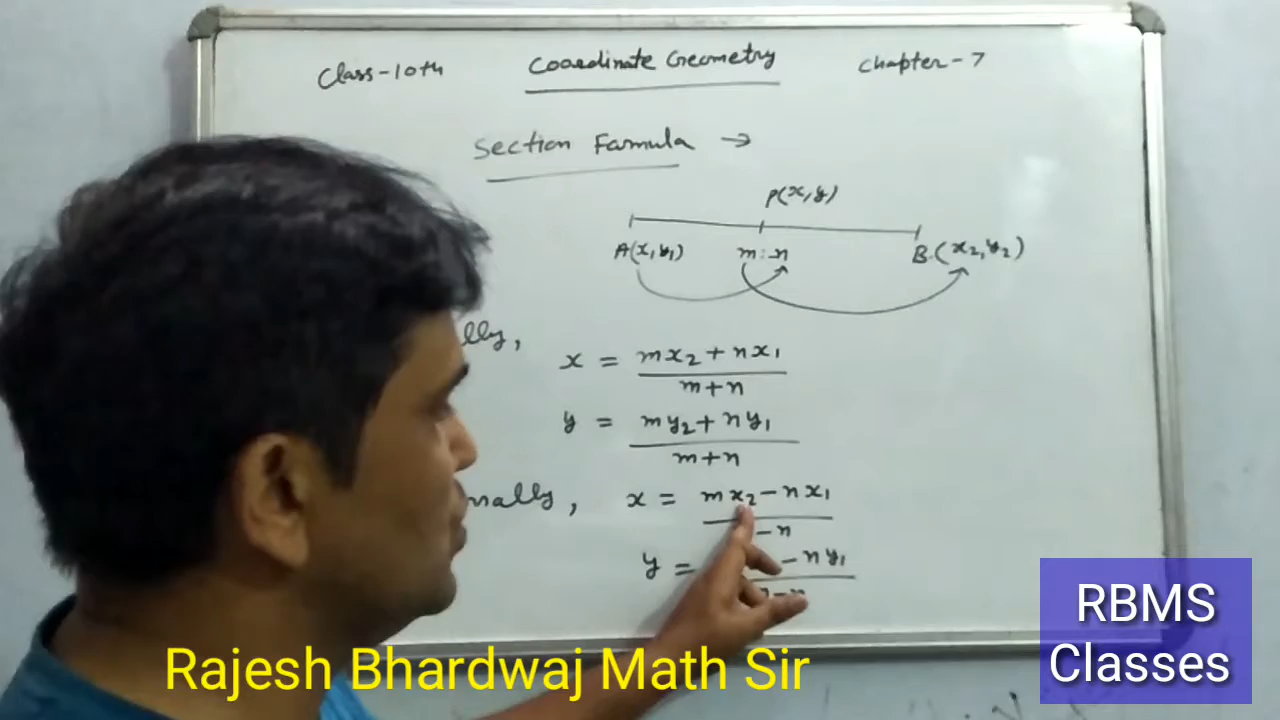 Class-10th Coordinate Geometry Chapter-7
Section Formula →
P(x,y)
A(x,y₁) m:n B.(x₂,y₂)
lly,
x = mx₂+nx₁
m+n
y = my₂+ny₁
m+n
nally, x = mx₂-nx₁
-n
y = -ny₁
-n
Rajesh Bhardwaj Math Sir
RBMS
Classes